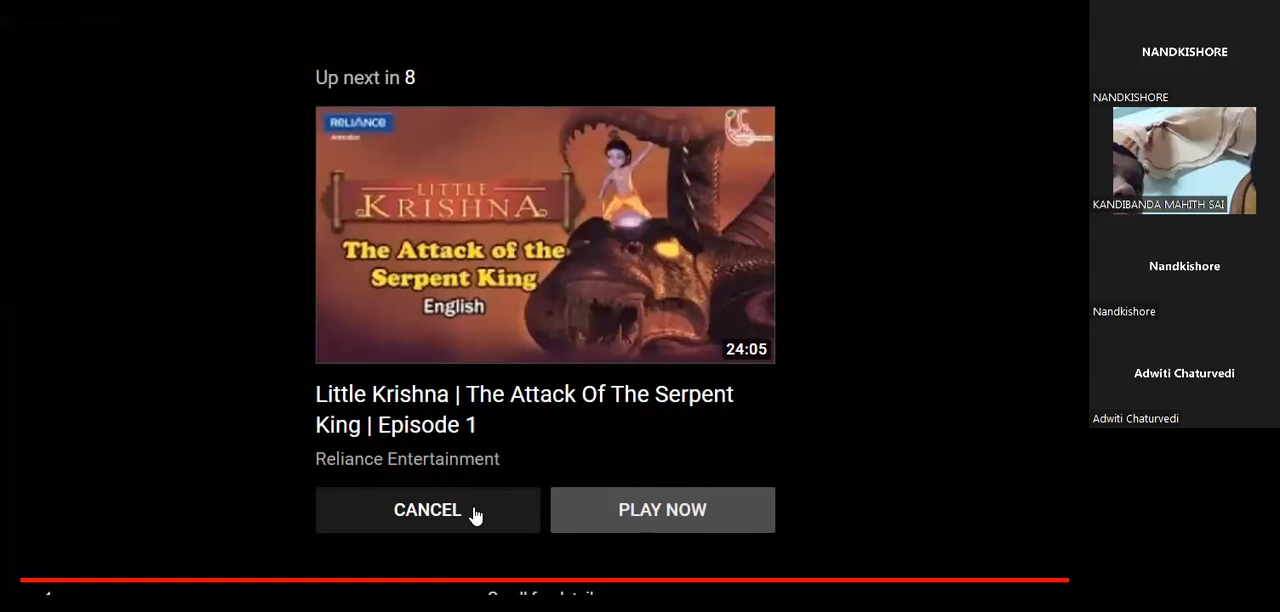 Up next in 8
RELIANCE
Animation
LITTLE
KRISHNA
The Attack of the
Serpent King
English
24:05
Little Krishna | The Attack Of The Serpent
King | Episode 1
Reliance Entertainment
CANCEL
PLAY NOW
NANDKISHORE
NANDKISHORE
KANDIBANDA MAHITH SAI
Nandkishore
Nandkishore
Adwiti Chaturvedi
Adwiti Chaturvedi